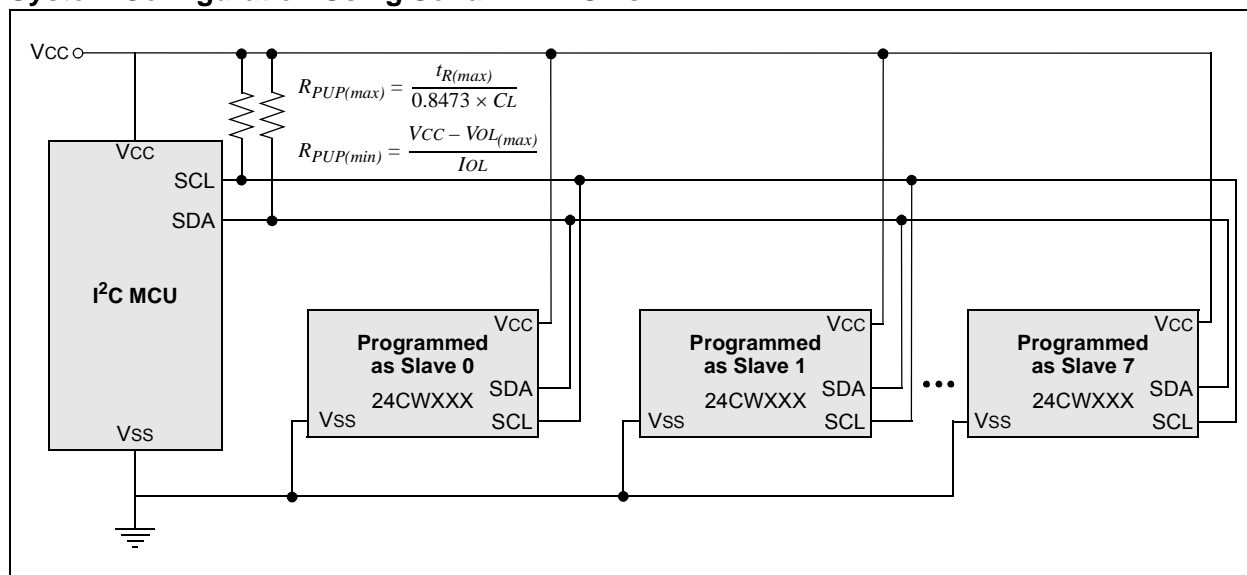 VCC
RPUP(max) = tR(max) / 0.8473 × CL
RPUP(min) = VCC – VOL(max) / IOL
VCC
SCL
SDA
I2C MCU
VSS
VCC
Programmed
as Slave 0
SDA
24CWXXX
VSS
SCL
VCC
Programmed
as Slave 1
SDA
24CWXXX
VSS
SCL
•••
VCC
Programmed
as Slave 7
SDA
24CWXXX
VSS
SCL